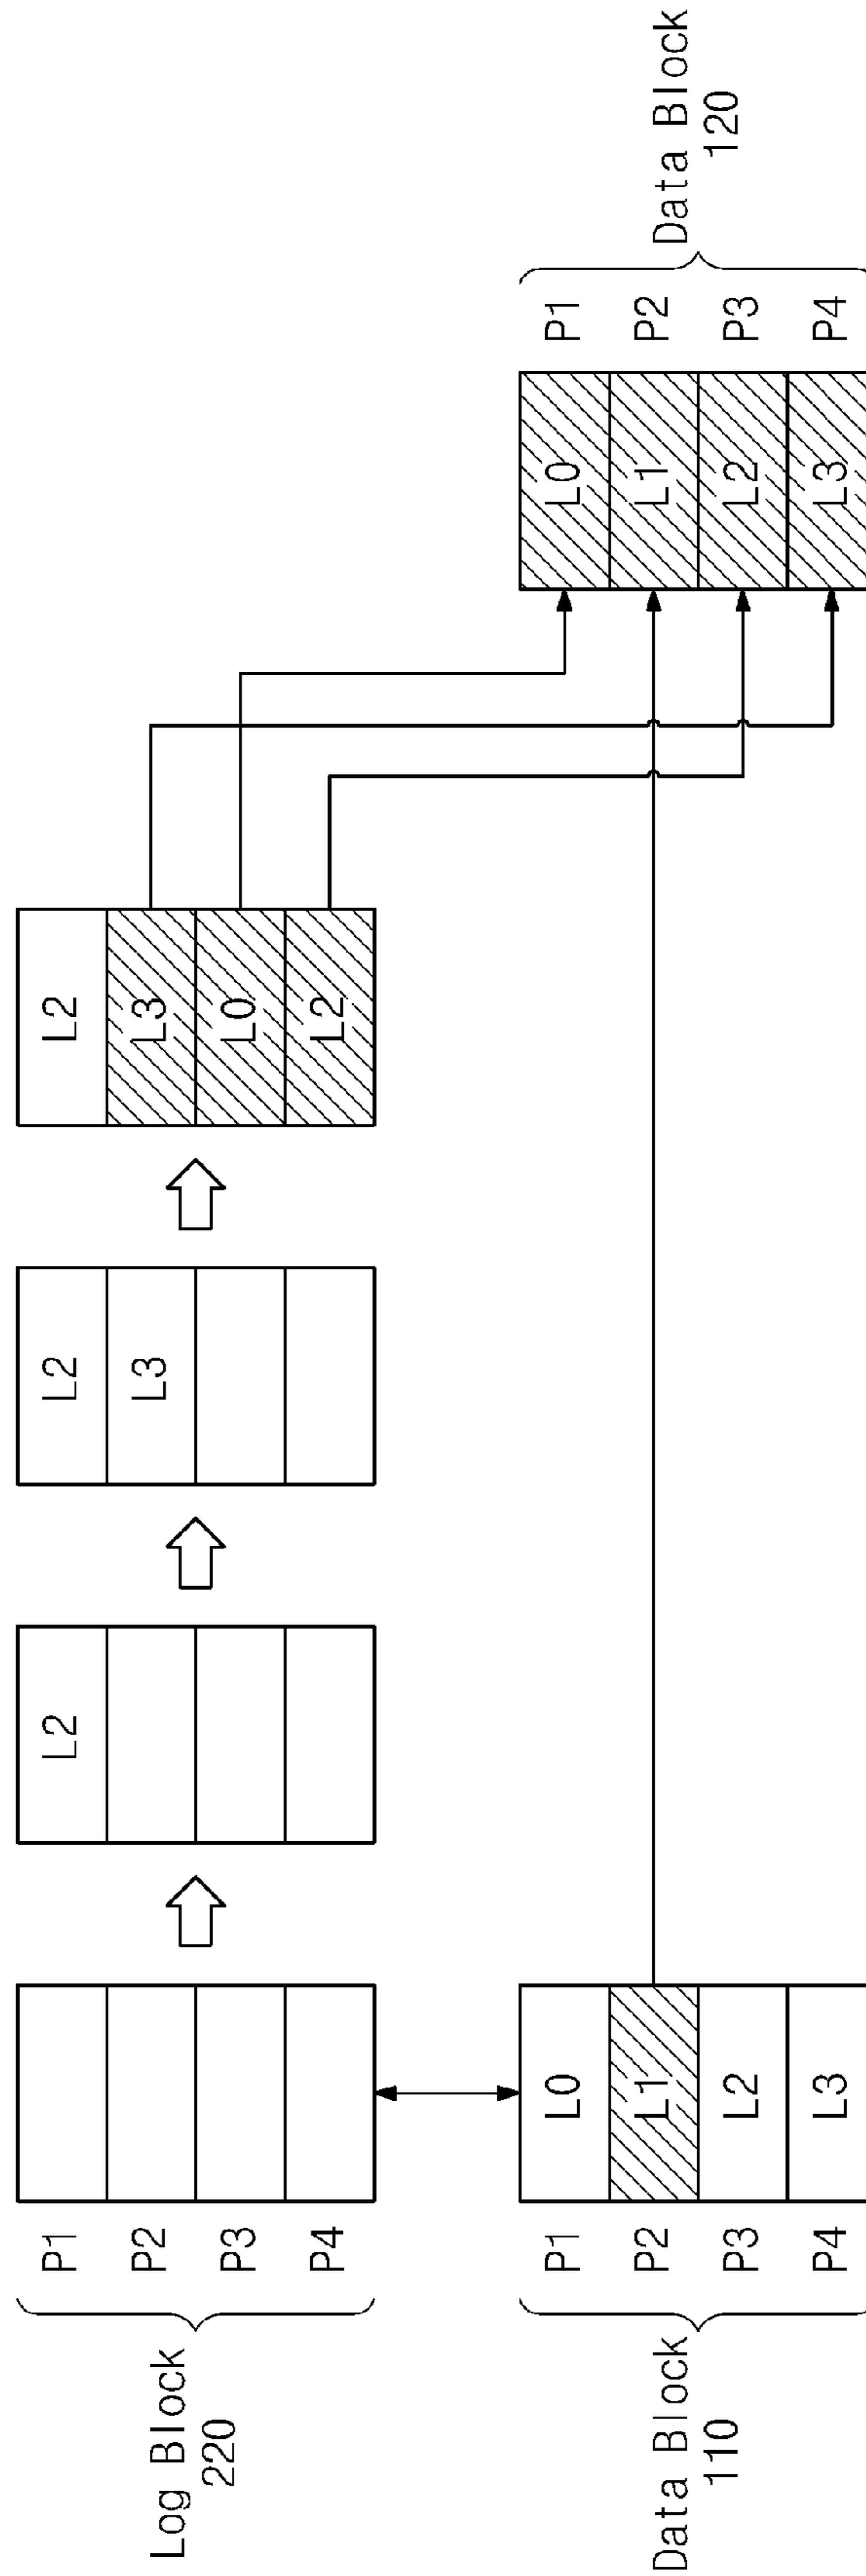 Log Block
220
P1
P2
P3
P4
L2
L2
L3
L2
L3
L0
L2
Data Block
110
P1
P2
P3
P4
L0
L1
L2
L3
L0
L1
L2
L3
P1
P2
P3
P4
Data Block
120